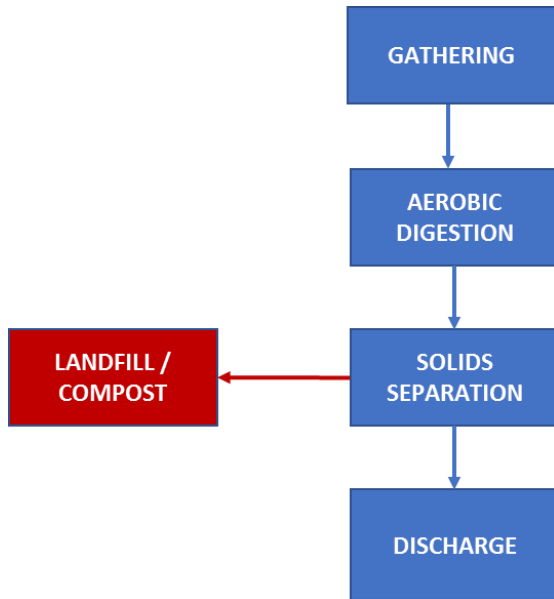 GATHERING
AEROBIC
DIGESTION
LANDFILL /
COMPOST
SOLIDS
SEPARATION
DISCHARGE